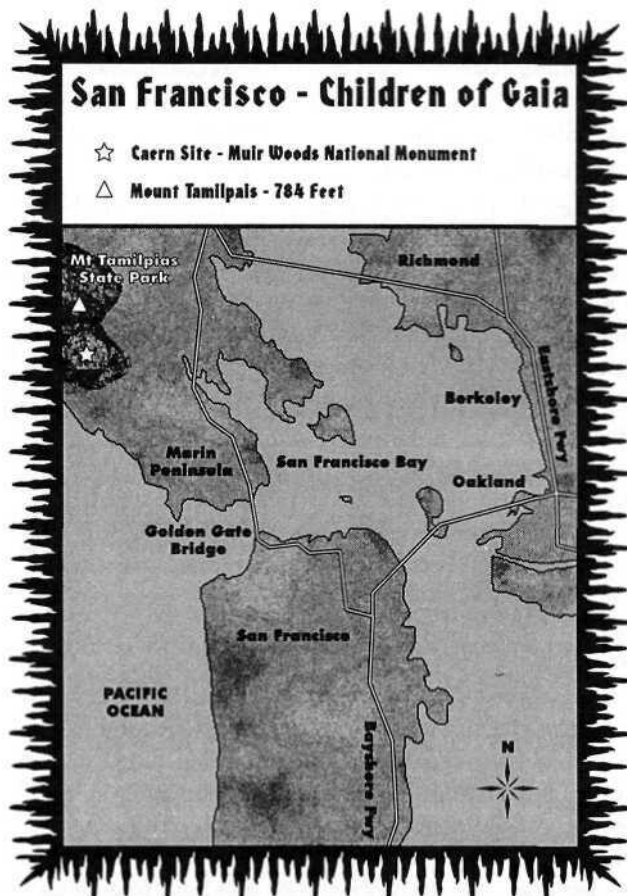 San Francisco - Children of Gaia
Caern Site - Muir Woods National Monument
Mount Tamilpais - 784 Feet
Mt Tamilpias
State Park
Richmond
Eastshore Fwy
Berkeley
Marin
Peninsula
San Francisco Bay
Oakland
Golden Gate
Bridge
San Francisco
PACIFIC
OCEAN
Bayshore Fwy
N